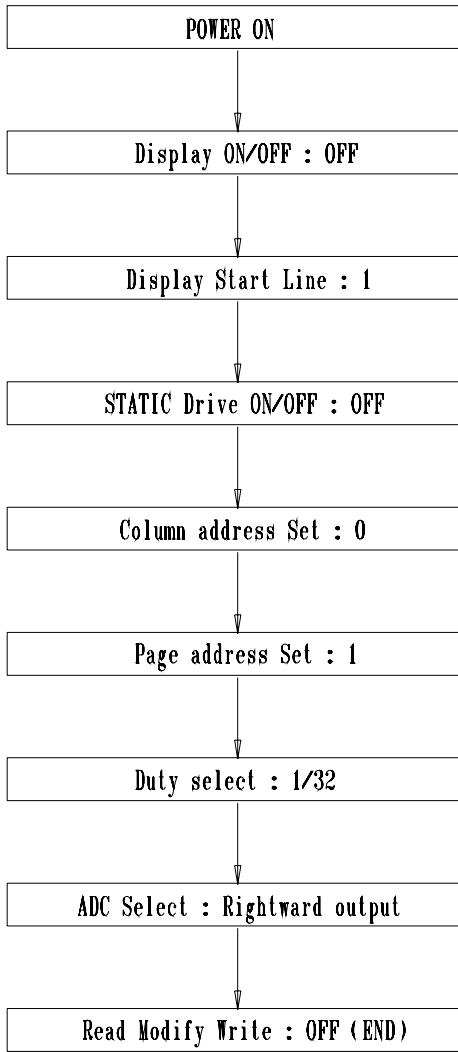 POWER ON
Display ON/OFF : OFF
Display Start Line : 1
STATIC Drive ON/OFF : OFF
Column address Set : 0
Page address Set : 1
Duty select : 1/32
ADC Select : Rightward output
Read Modify Write : OFF (END)